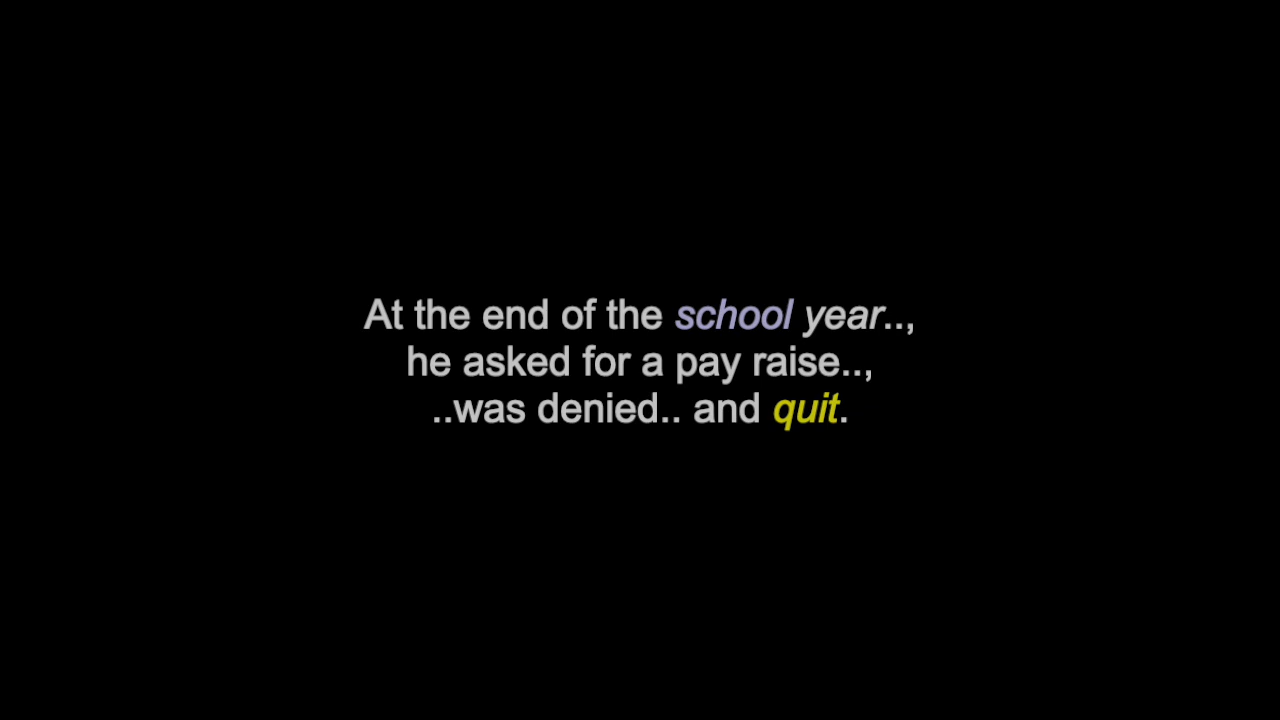 At the end of the school year..,
he asked for a pay raise..,
..was denied.. and quit.